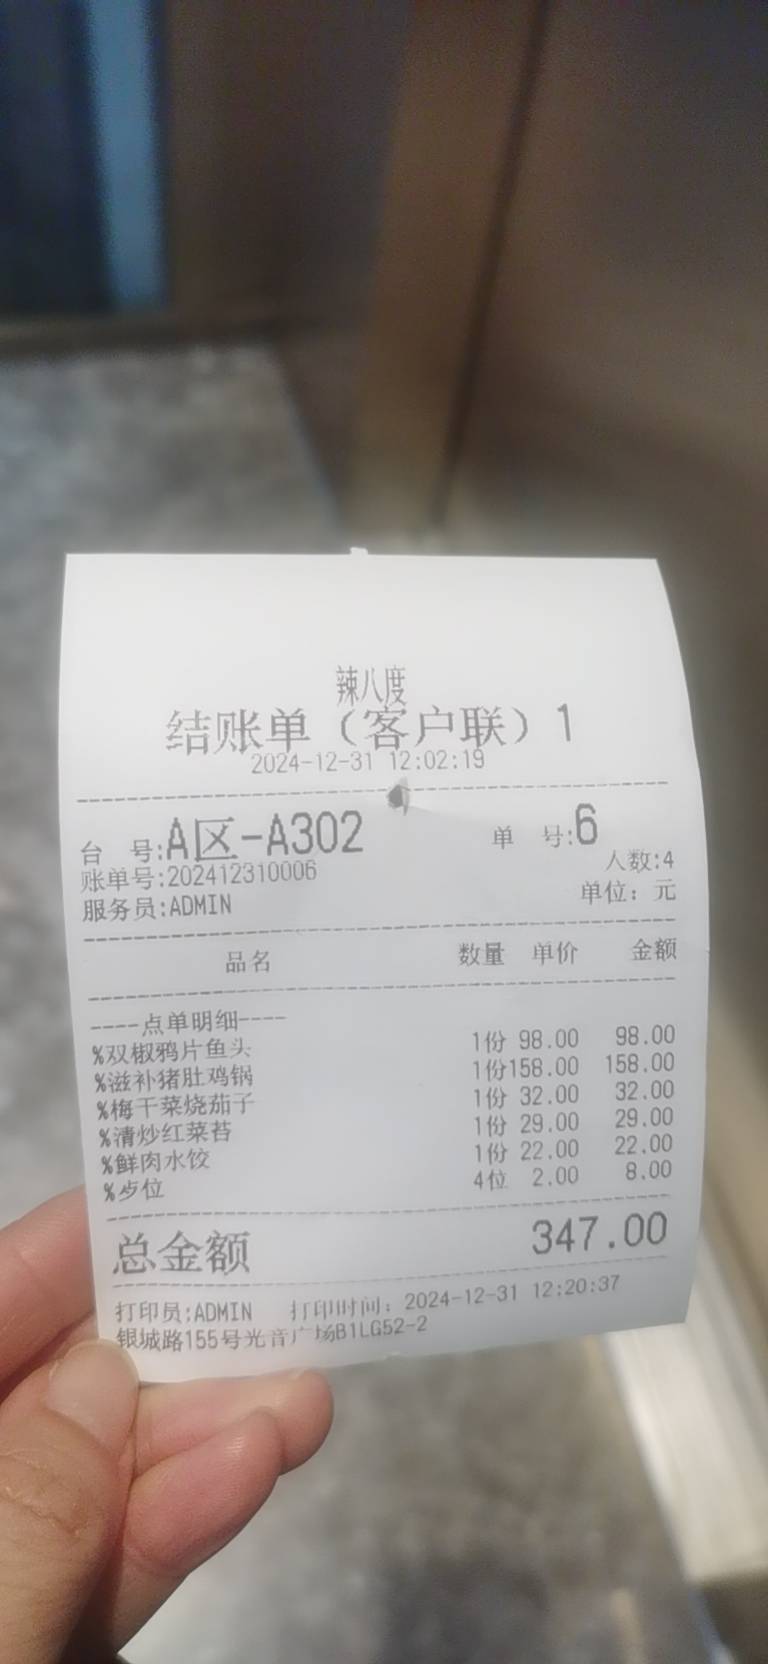 辣八度
结账单（客户联）1
2024-12-31 12:02:19
台 号:A区-A302 单 号:6
账单号:202412310006 人数:4
服务员:ADMIN 单位：元
品名 数量 单价 金额
----点单明细----
%双椒鸦片鱼头 1份 98.00 98.00
%滋补猪肚鸡锅 1份158.00 158.00
%梅干菜烧茄子 1份 32.00 32.00
%清炒红菜苔 1份 29.00 29.00
%鲜肉水饺 1份 22.00 22.00
%歺位 4位 2.00 8.00
总金额 347.00
打印员:ADMIN 打印时间：2024-12-31 12:20:37
银城路155号光音广场B1LG52-2